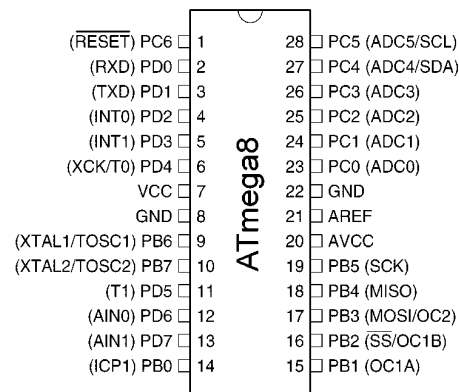 (RESET) PC6 1 28 PC5 (ADC5/SCL)
(RXD) PD0 2 27 PC4 (ADC4/SDA)
(TXD) PD1 3 26 PC3 (ADC3)
(INT0) PD2 4 25 PC2 (ADC2)
(INT1) PD3 5 24 PC1 (ADC1)
(XCK/T0) PD4 6 23 PC0 (ADC0)
VCC 7 22 GND
GND 8 21 AREF
(XTAL1/TOSC1) PB6 9 20 AVCC
(XTAL2/TOSC2) PB7 10 19 PB5 (SCK)
(T1) PD5 11 18 PB4 (MISO)
(AIN0) PD6 12 17 PB3 (MOSI/OC2)
(AIN1) PD7 13 16 PB2 (SS/OC1B)
(ICP1) PB0 14 15 PB1 (OC1A)
ATmega8